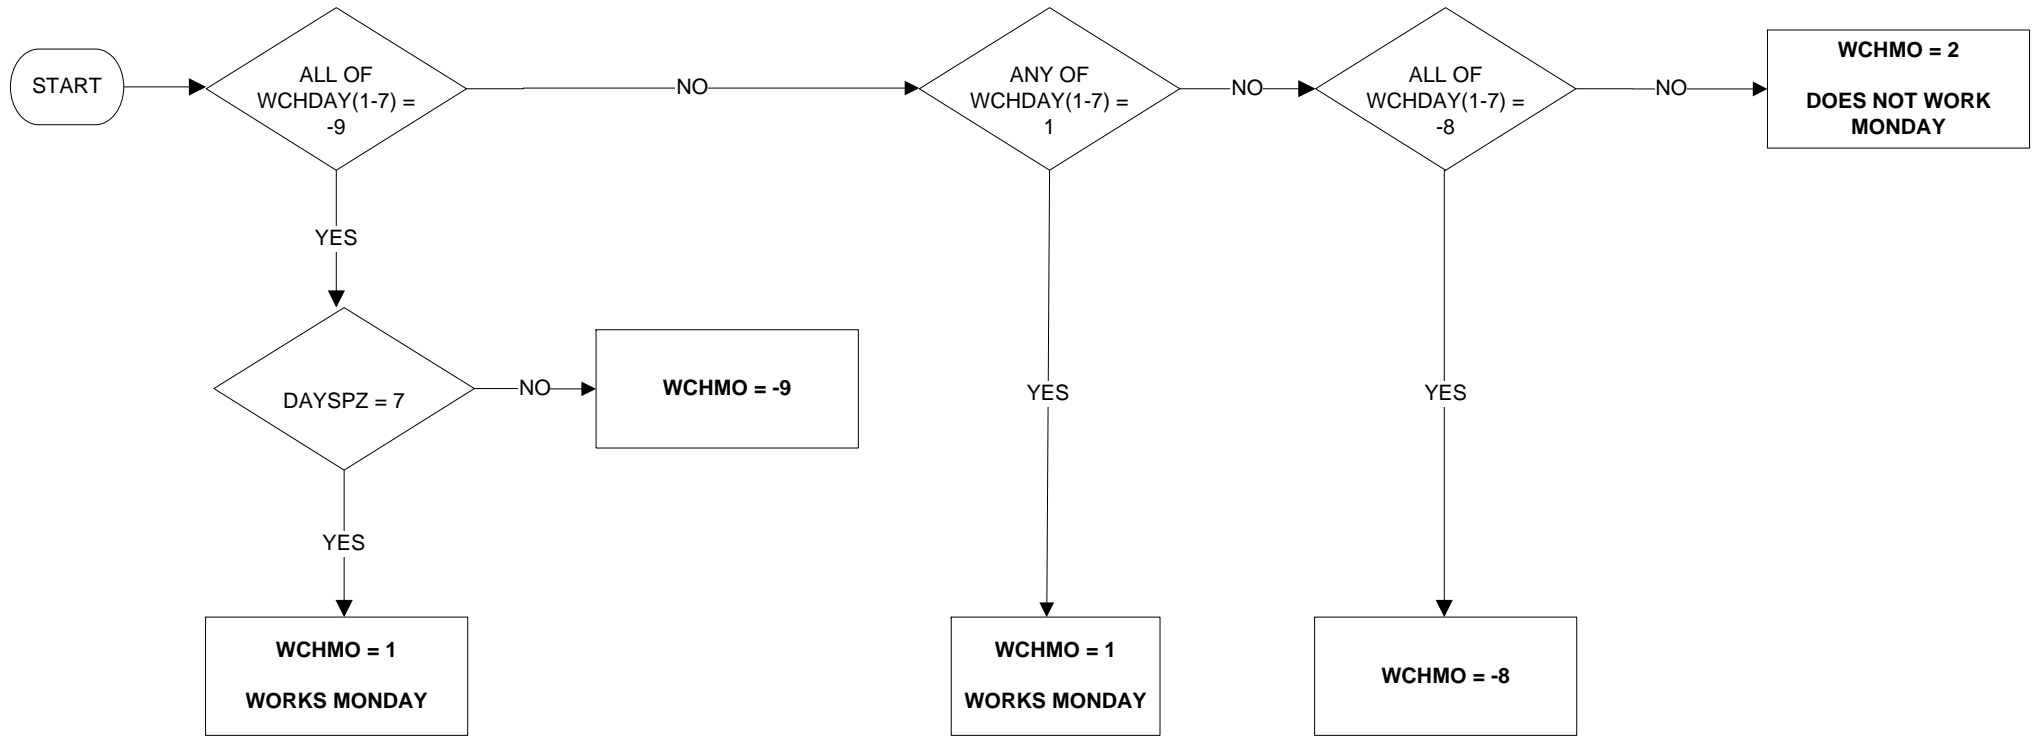 START
ALL OF
WCHDAY(1-7) =
-9
NO
ANY OF
WCHDAY(1-7) =
1
NO
ALL OF
WCHDAY(1-7) =
-8
NO
WCHMO = 2
DOES NOT WORK
MONDAY
YES
DAYSPZ = 7
NO
WCHMO = -9
YES
YES
YES
WCHMO = 1
WORKS MONDAY
WCHMO = 1
WORKS MONDAY
WCHMO = -8